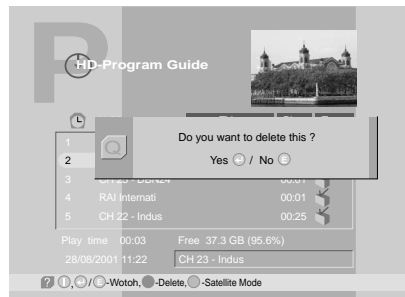 P
HD-Program Guide
1
2
Q Do you want to delete this ?
Yes / No E
3 CH 23 - DBN24 00:01
4 RAI Internati 00:01
5 CH 22 - Indus 00:25
Play time 00:03 Free 37.3 GB (95.6%)
28/08/2001 11:22 CH 23 - Indus
? / E-Wotoh, -Delete, -Satellite Mode